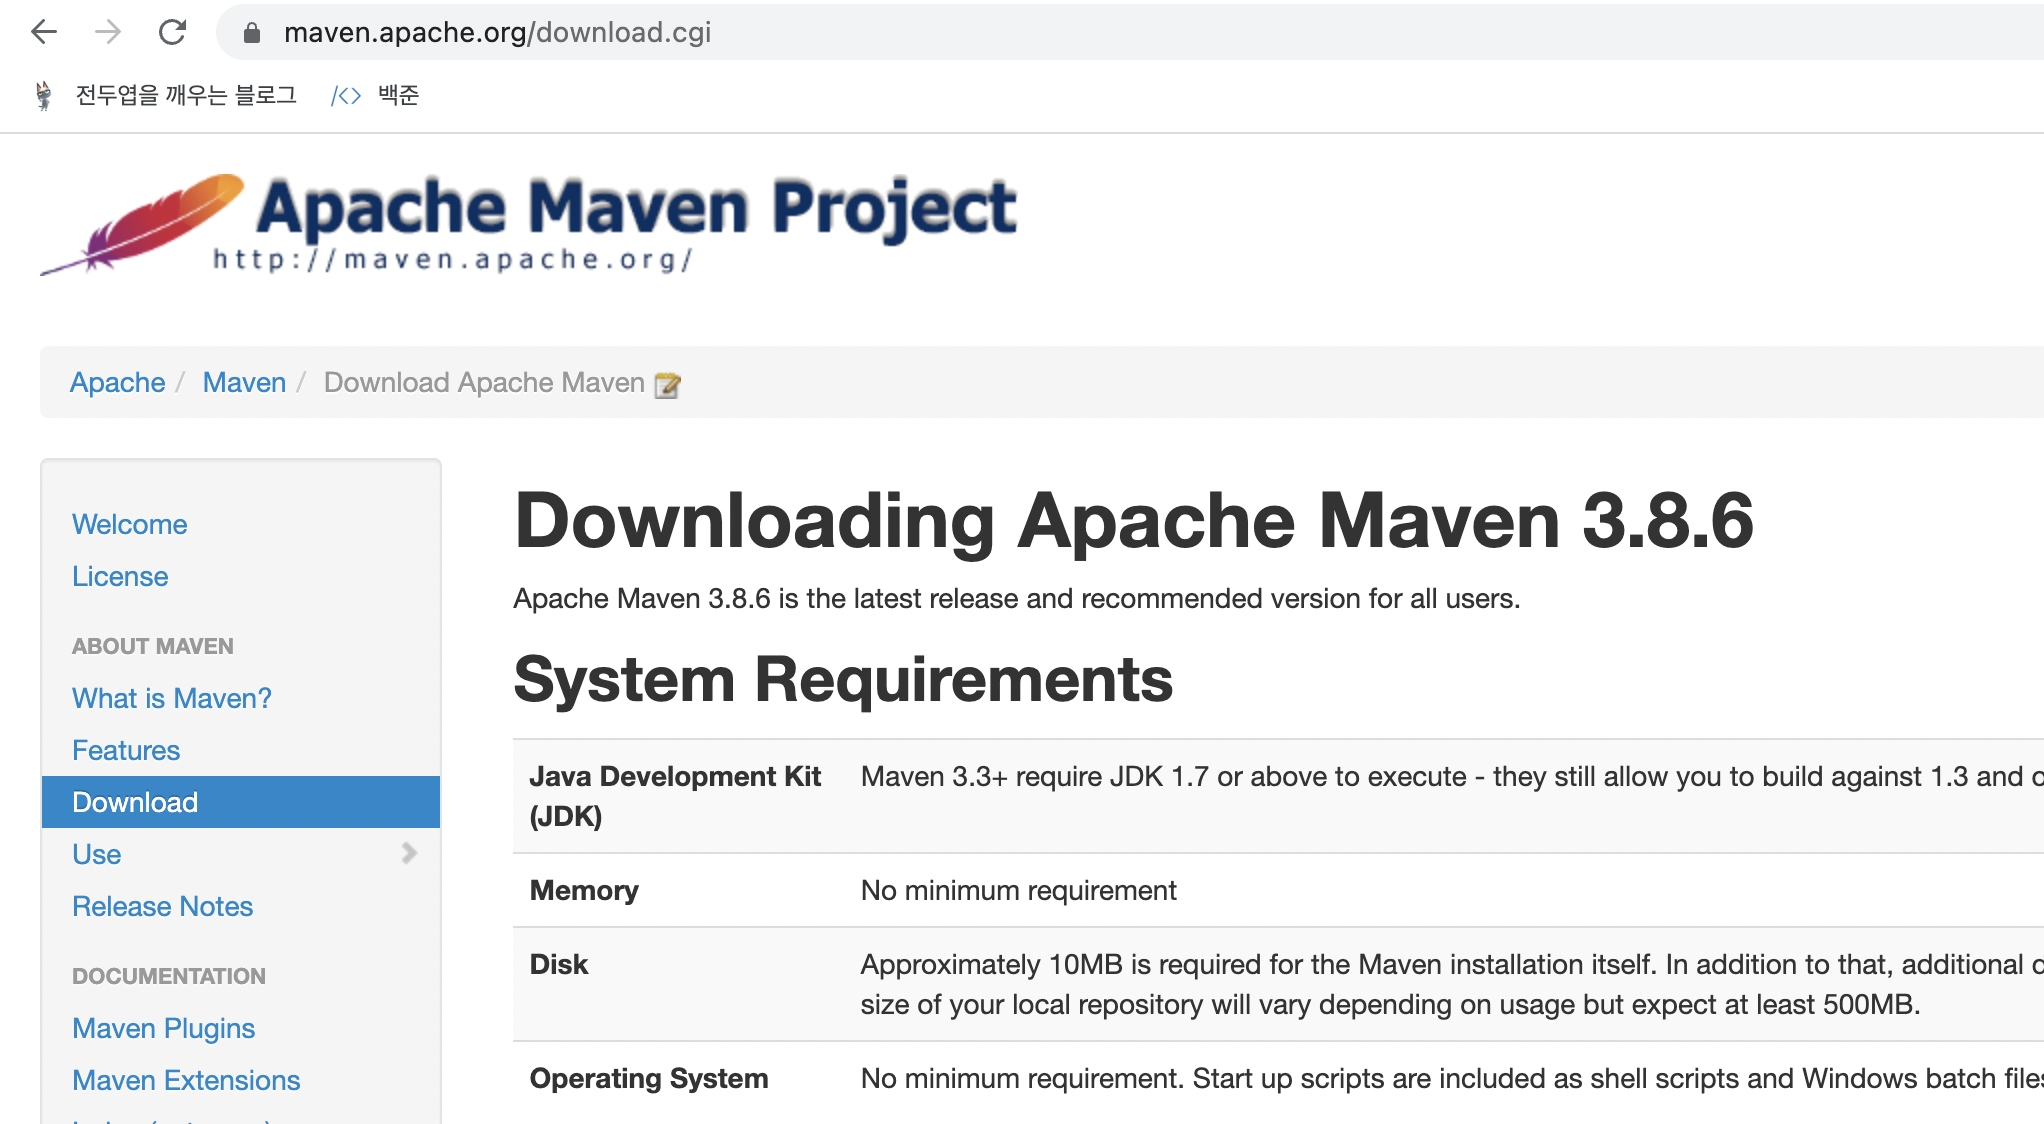 maven.apache.org/download.cgi
전두엽을 깨우는 블로그 /<> 백준
Apache Maven Project
http://maven.apache.org/
Apache / Maven / Download Apache Maven
Welcome
License
ABOUT MAVEN
What is Maven?
Features
Download
Use
Release Notes
DOCUMENTATION
Maven Plugins
Maven Extensions
Downloading Apache Maven 3.8.6
Apache Maven 3.8.6 is the latest release and recommended version for all users.
System Requirements
Java Development Kit
(JDK)
Maven 3.3+ require JDK 1.7 or above to execute - they still allow you to build against 1.3 and
Memory
No minimum requirement
Disk
Approximately 10MB is required for the Maven installation itself. In addition to that, additional
size of your local repository will vary depending on usage but expect at least 500MB.
Operating System
No minimum requirement. Start up scripts are included as shell scripts and Windows batch files